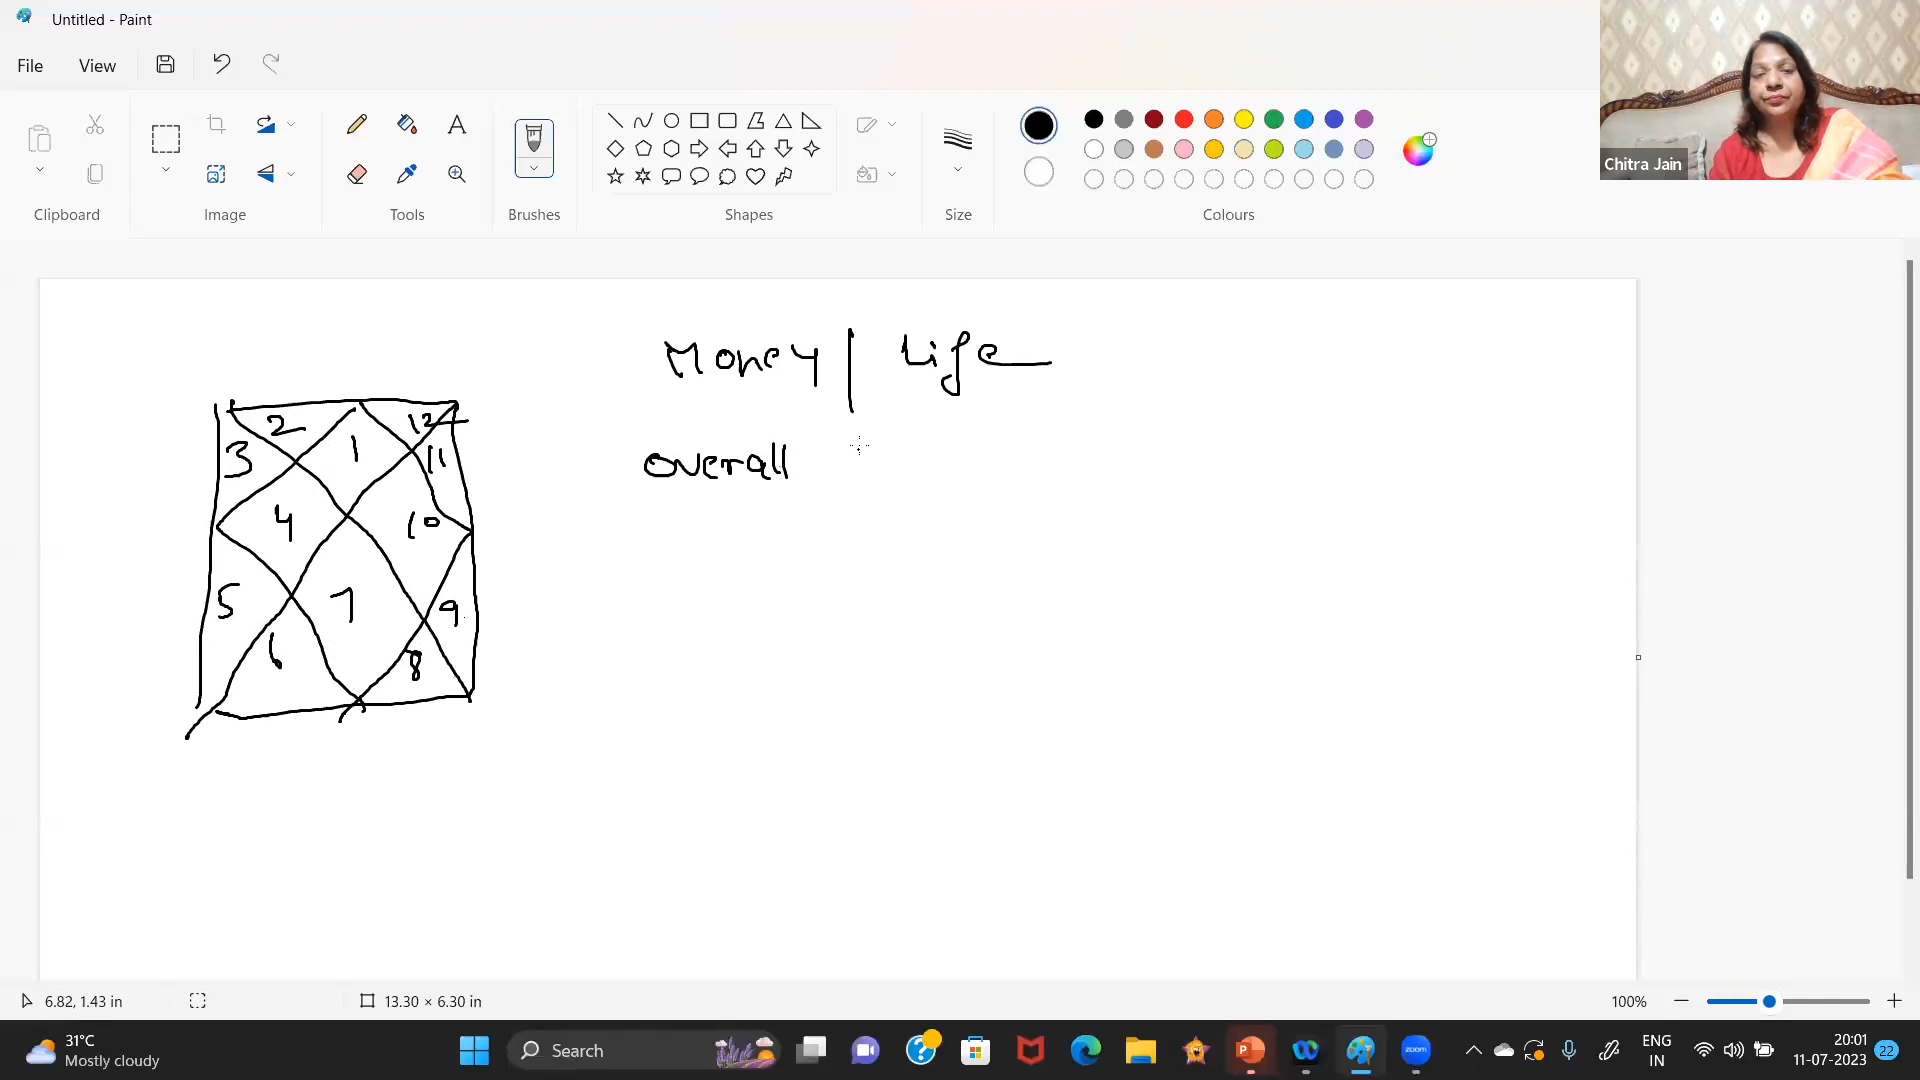 Untitled - Paint
File View
Clipboard Image Tools Brushes Shapes Size Colours
Chitra Jain
Money | Life
overall
2 12
3 1 11
4 10
5 7 9
6 8
6.82, 1.43 in 13.30 × 6.30 in 100%
31°C
Mostly cloudy
Search
zoom
ENG
IN
20:01
11-07-2023
22